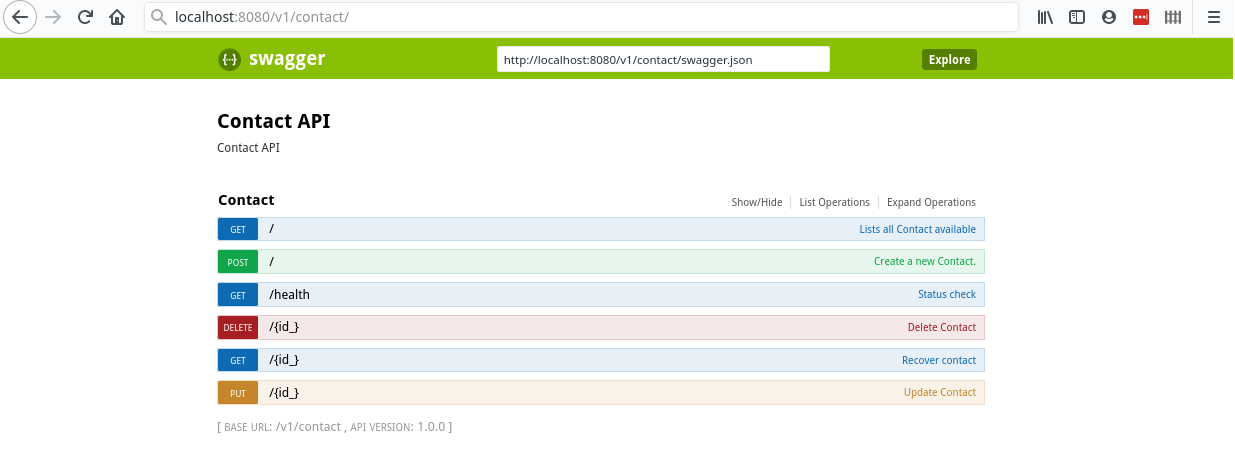 localhost:8080/v1/contact/
{··} swagger http://localhost:8080/v1/contact/swagger.json Explore
Contact API
Contact API
Contact Show/Hide List Operations Expand Operations
GET / Lists all Contact available
POST / Create a new Contact.
GET /health Status check
DELETE /{id_} Delete Contact
GET /{id_} Recover contact
PUT /{id_} Update Contact
[ BASE URL: /v1/contact , API VERSION: 1.0.0 ]